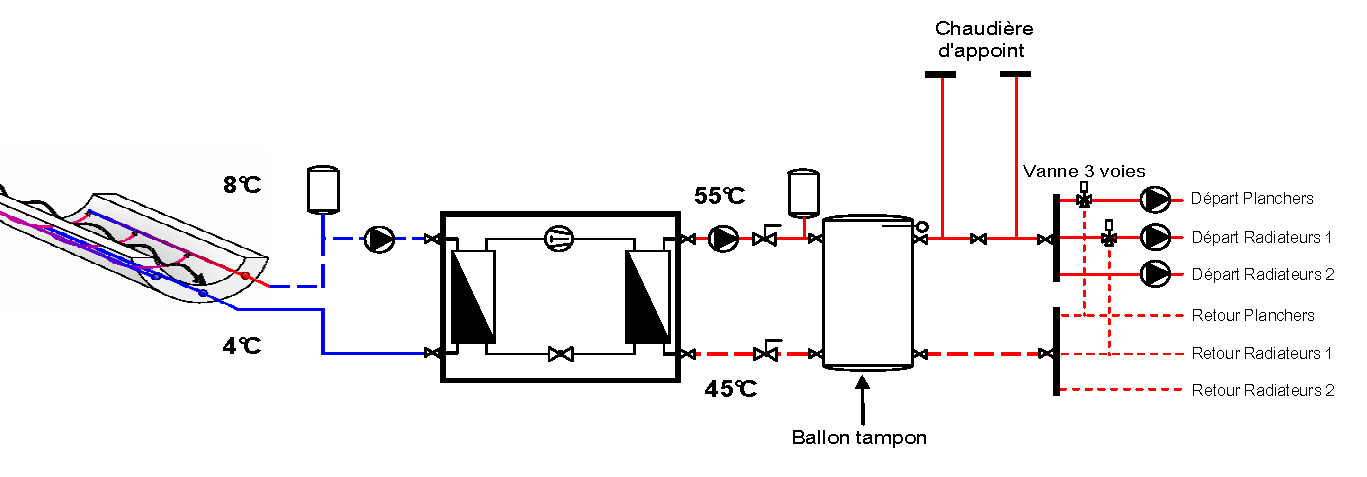 Chaudière
d'appoint
8°C
55°C
Vanne 3 voies
Départ Planchers
Départ Radiateurs 1
Départ Radiateurs 2
Retour Planchers
4°C
Retour Radiateurs 1
45°C
Retour Radiateurs 2
Ballon tampon